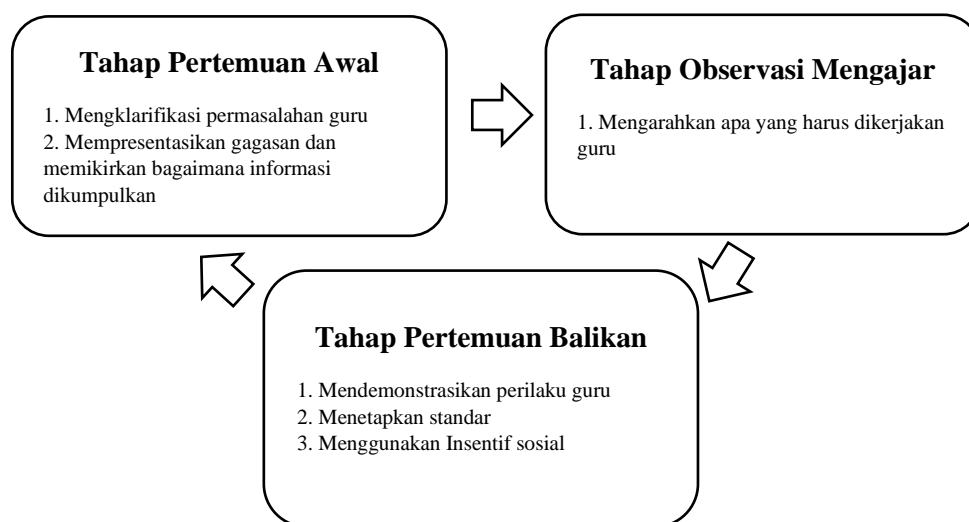 Tahap Pertemuan Awal
1. Mengklarifikasi permasalahan guru
2. Mempresentasikan gagasan dan
memikirkan bagaimana informasi
dikumpulkan
Tahap Observasi Mengajar
1. Mengarahkan apa yang harus dikerjakan
guru
Tahap Pertemuan Balikan
1. Mendemonstrasikan perilaku guru
2. Menetapkan standar
3. Menggunakan Insentif sosial